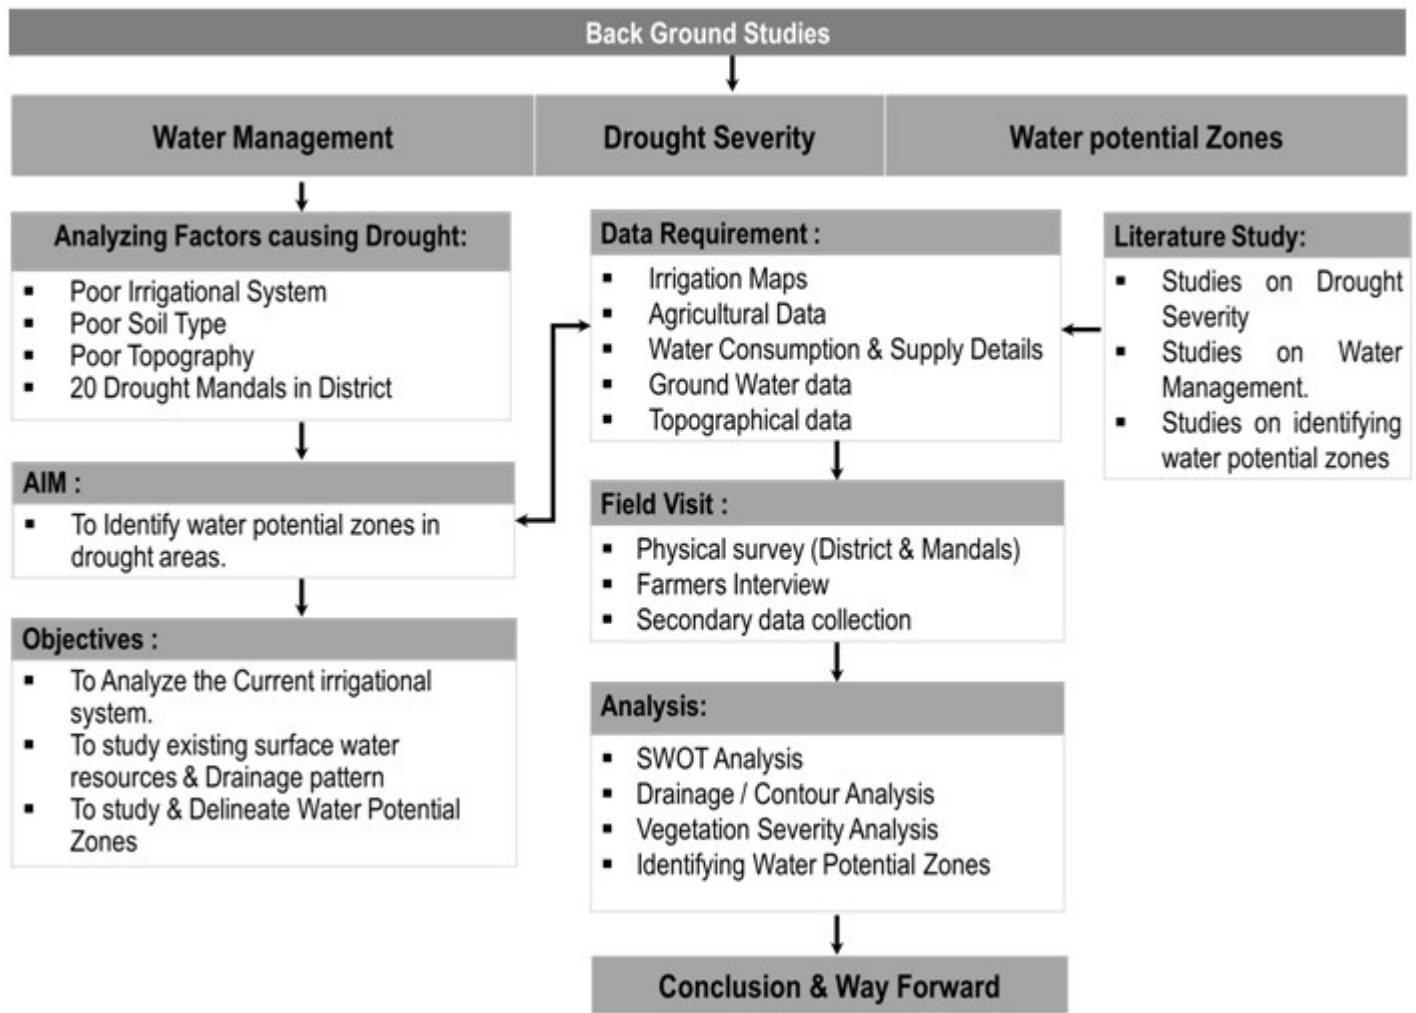 Back Ground Studies
Water Management
Drought Severity
Water potential Zones
Analyzing Factors causing Drought:
▪ Poor Irrigational System
▪ Poor Soil Type
▪ Poor Topography
▪ 20 Drought Mandals in District
AIM :
▪ To Identify water potential zones in
drought areas.
Objectives :
▪ To Analyze the Current irrigational
system.
▪ To study existing surface water
resources & Drainage pattern
▪ To study & Delineate Water Potential
Zones
Data Requirement :
▪ Irrigation Maps
▪ Agricultural Data
▪ Water Consumption & Supply Details
▪ Ground Water data
▪ Topographical data
Field Visit :
▪ Physical survey (District & Mandals)
▪ Farmers Interview
▪ Secondary data collection
Analysis:
▪ SWOT Analysis
▪ Drainage / Contour Analysis
▪ Vegetation Severity Analysis
▪ Identifying Water Potential Zones
Conclusion & Way Forward
Literature Study:
▪ Studies on Drought
Severity
▪ Studies on Water
Management.
▪ Studies on identifying
water potential zones